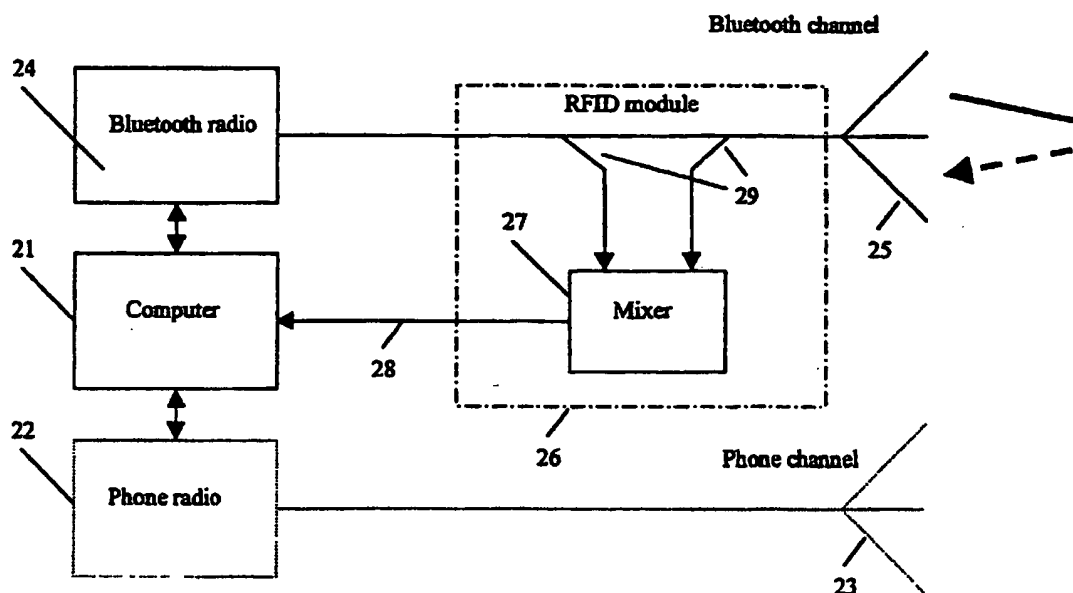 Bluetooth channel
24
Bluetooth radio
RFID module
29
25
27
21
Computer
Mixer
28
22
26
Phone channel
Phone radio
23